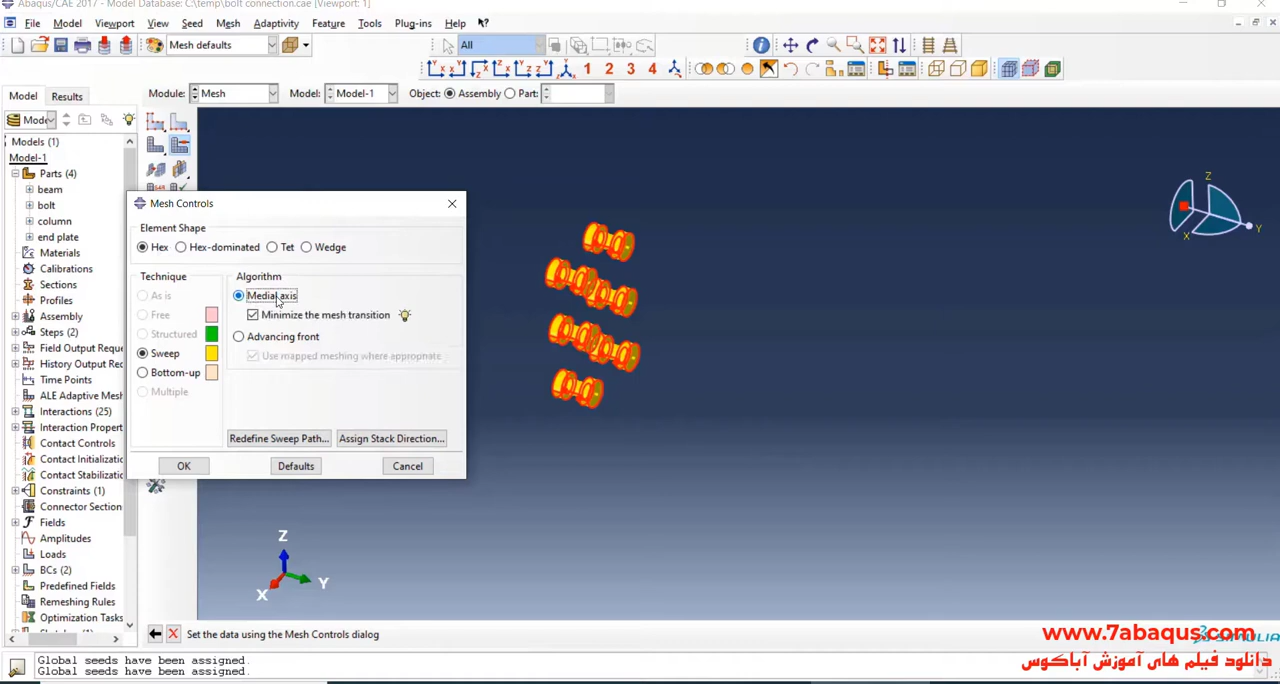 Abaqus/CAE 2017 - Model Database: C:\temp\bolt connection.cae [Viewport: 1]
File Model Viewport View Seed Mesh Adaptivity Feature Tools Plug-ins Help
Mesh defaults All
1 2 3 4
Model Results Module: Mesh Model: Model-1 Object: Assembly Part:
Models (1)
Model-1
Parts (4)
beam
bolt
column
end plate
Materials
Calibrations
Sections
Profiles
Assembly
Steps (2)
Field Output Reque
History Output Req
Time Points
ALE Adaptive Mesh
Interactions (25)
Interaction Property
Contact Controls
Contact Initializatio
Contact Stabilizatio
Constraints (1)
Connector Section
Fields
Amplitudes
Loads
BCs (2)
Predefined Fields
Remeshing Rules
Optimization Tasks
Mesh Controls
Element Shape
Hex Hex-dominated Tet Wedge
Technique
As is
Free
Structured
Sweep
Bottom-up
Multiple
Algorithm
Medial axis
Minimize the mesh transition
Advancing front
Use mapped meshing where appropriate
Redefine Sweep Path... Assign Stack Direction...
OK Defaults Cancel
Z
Y
X
Z
Y
X
Set the data using the Mesh Controls dialog
www.7abaqus.com
دانلود فیلم های آموزش آباکوس
Global seeds have been assigned.
Global seeds have been assigned.